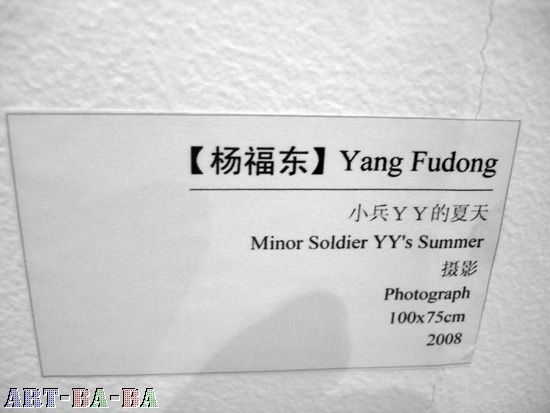 【杨福东】Yang Fudong
小兵ＹＹ的夏天
Minor Soldier YY's Summer
摄影
Photograph
100x75cm
2008
ART-BA-BA